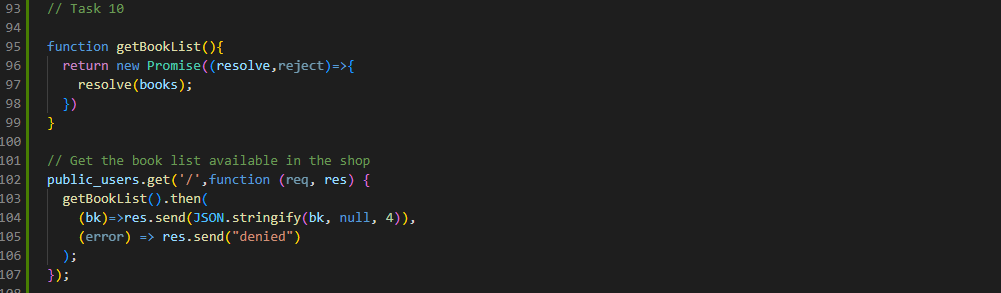 93 // Task 10
94
95 function getBookList(){
96   return new Promise((resolve,reject)=>{
97     resolve(books);
98   })
99 }
100
101 // Get the book list available in the shop
102 public_users.get('/',function (req, res) {
103   getBookList().then(
104     (bk)=>res.send(JSON.stringify(bk, null, 4)),
105     (error) => res.send("denied")
106   );
107 });
108